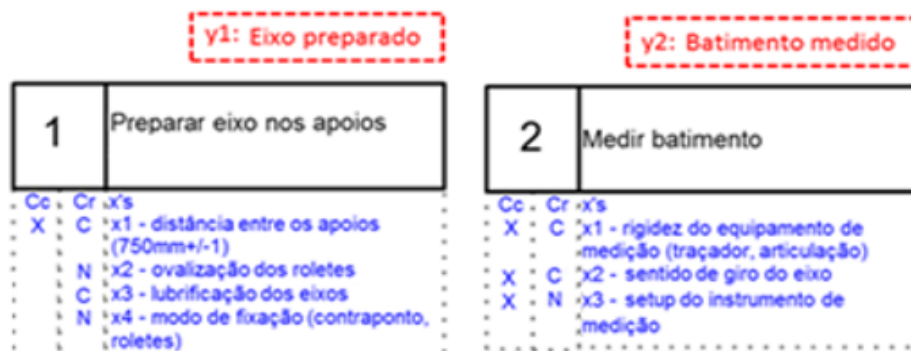 y1: Eixo preparado
1
Preparar eixo nos apoios
Cc Cr x's
X C x1 - distância entre os apoios
(750mm+/-1)
N x2 - ovalização dos roletes
C x3 - lubrificação dos eixos
N x4 - modo de fixação (contraponto,
roletes)
y2: Batimento medido
2
Medir batimento
Cc Cr x's
X C x1 - rigidez do equipamento de
medição (traçador, articulação)
X C x2 - sentido de giro do eixo
X N x3 - setup do instrumento de
medição